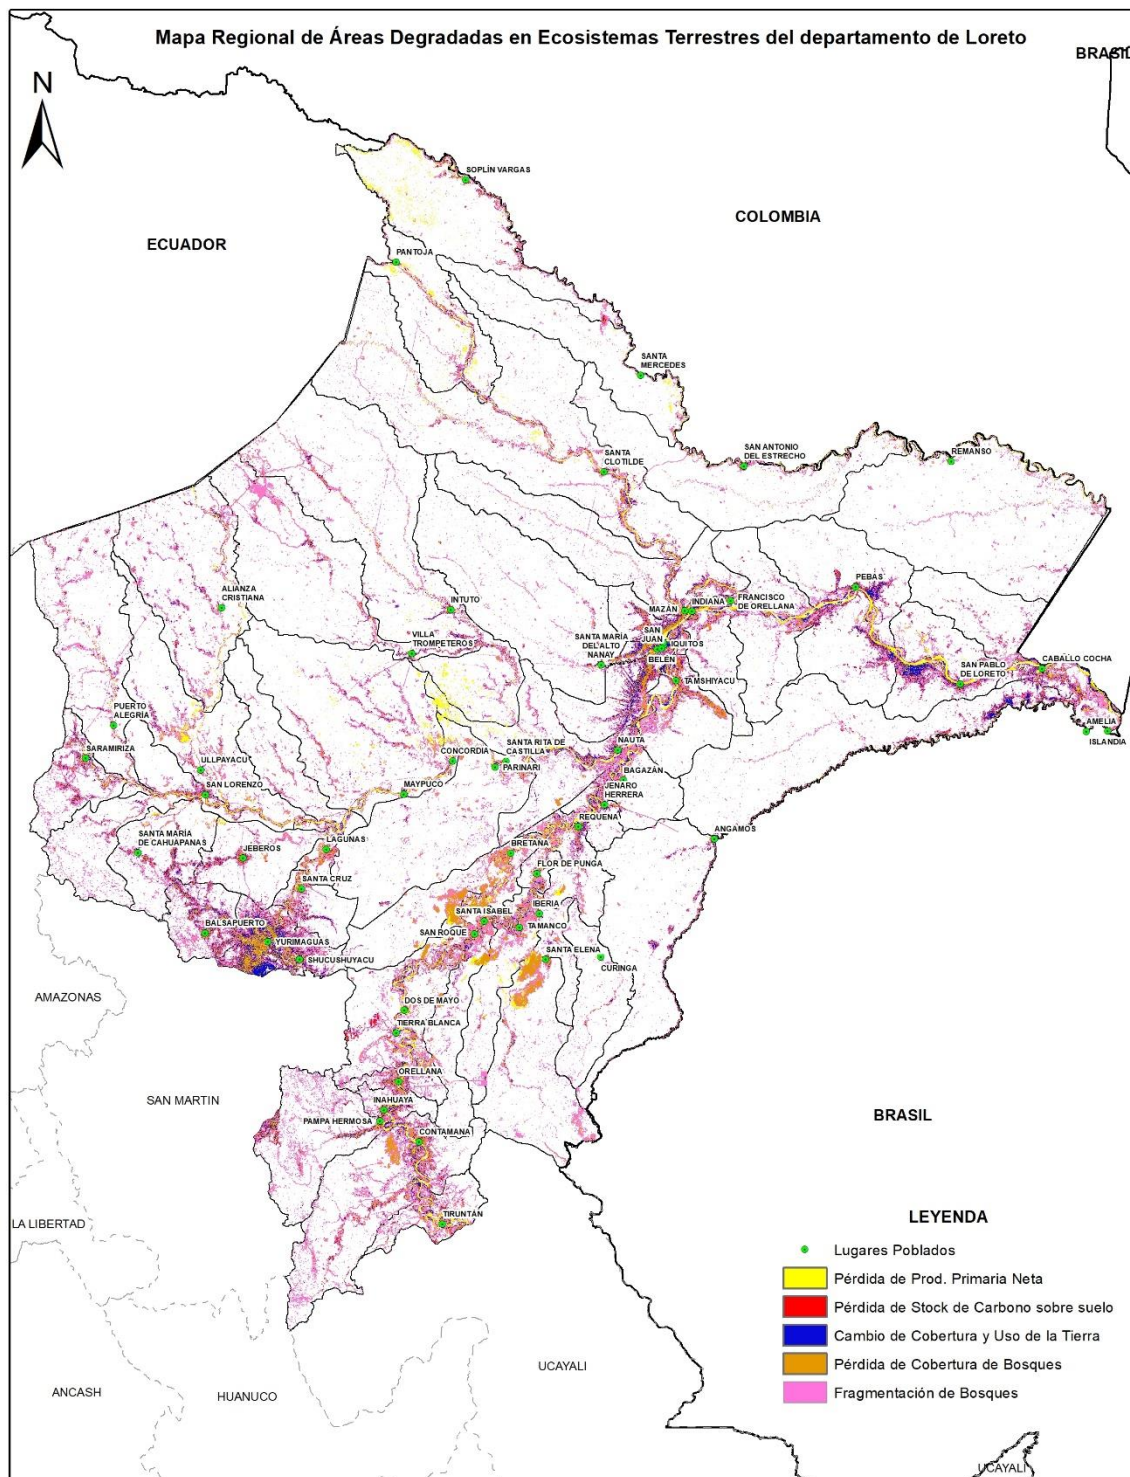 Mapa Regional de Áreas Degradadas en Ecosistemas Terrestres del departamento de Loreto
BRASIL
N
SOPLÍN VARGAS
COLOMBIA
ECUADOR
PANTOJA
SANTA
MERCEDES
SANTA
CLOTILDE
SAN ANTONIO
DEL ESTRECHO
REMANSO
PEBAS
ALIANZA
CRISTIANA
INTUTO
MAZÁN
INDIANA
FRANCISCO
DE ORELLANA
VILLA
TROMPETEROS
SANTA MARÍA
DEL ALTO
NANAY
SAN
JUAN
IQUITOS
BELÉN
TAMSHIYACU
SAN PABLO
DE LORETO
CABALLO COCHA
PUERTO
ALEGRÍA
AMELIA
ISLANDIA
SARAMIRIZA
ULLPAYACU
CONCORDIA
SANTA RITA DE
CASTILLA
PARINARI
NAUTA
BAGAZÁN
SAN LORENZO
MAYPUCO
JENARO
HERRERA
REQUENA
ANGAMOS
SANTA MARÍA
DE CAHUAPANAS
JEBEROS
LAGUNAS
BRETAÑA
FLOR DE PUNGA
SANTA CRUZ
IBERIA
SANTA ISABEL
TAMANCO
SAN ROQUE
BALSAPUERTO
YURIMAGUAS
SHUCUSHUYACU
SANTA ELENA
CURINGA
AMAZONAS
DOS DE MAYO
TIERRA BLANCA
ORELLANA
SAN MARTIN
INAHUAYA
PAMPA HERMOSA
CONTAMANA
BRASIL
TIRUNTÁN
LA LIBERTAD
LEYENDA
Lugares Poblados
Pérdida de Prod. Primaria Neta
Pérdida de Stock de Carbono sobre suelo
Cambio de Cobertura y Uso de la Tierra
Pérdida de Cobertura de Bosques
Fragmentación de Bosques
UCAYALI
ANCASH
HUANUCO
UCAYALI